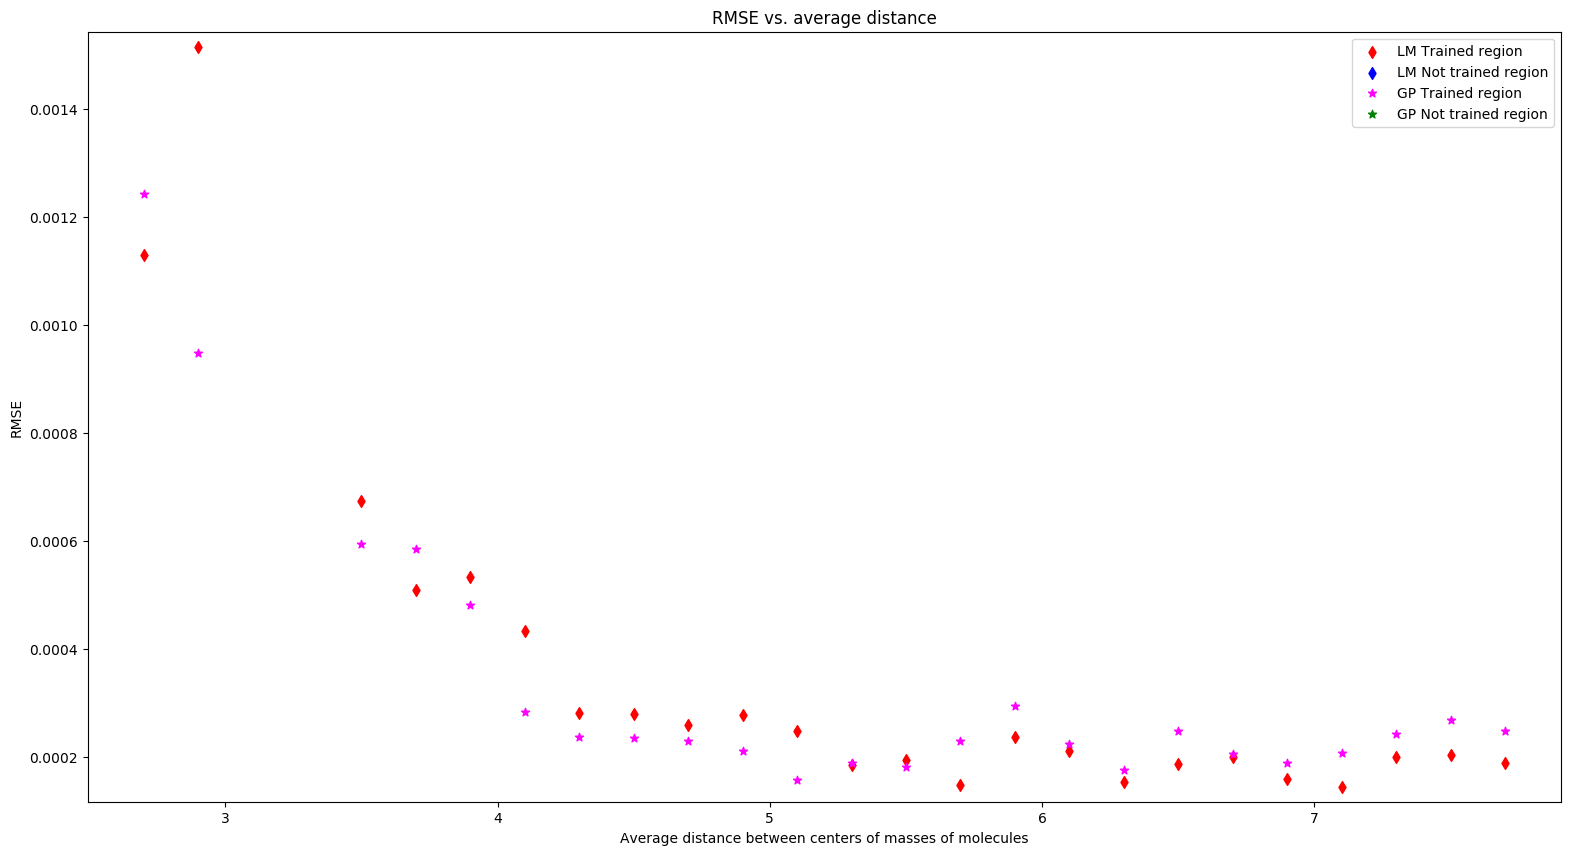 RMSE vs. average distance
LM Trained region
LM Not trained region
GP Trained region
GP Not trained region
RMSE
0.0014
0.0012
0.0010
0.0008
0.0006
0.0004
0.0002
3
4
5
6
7
Average distance between centers of masses of molecules